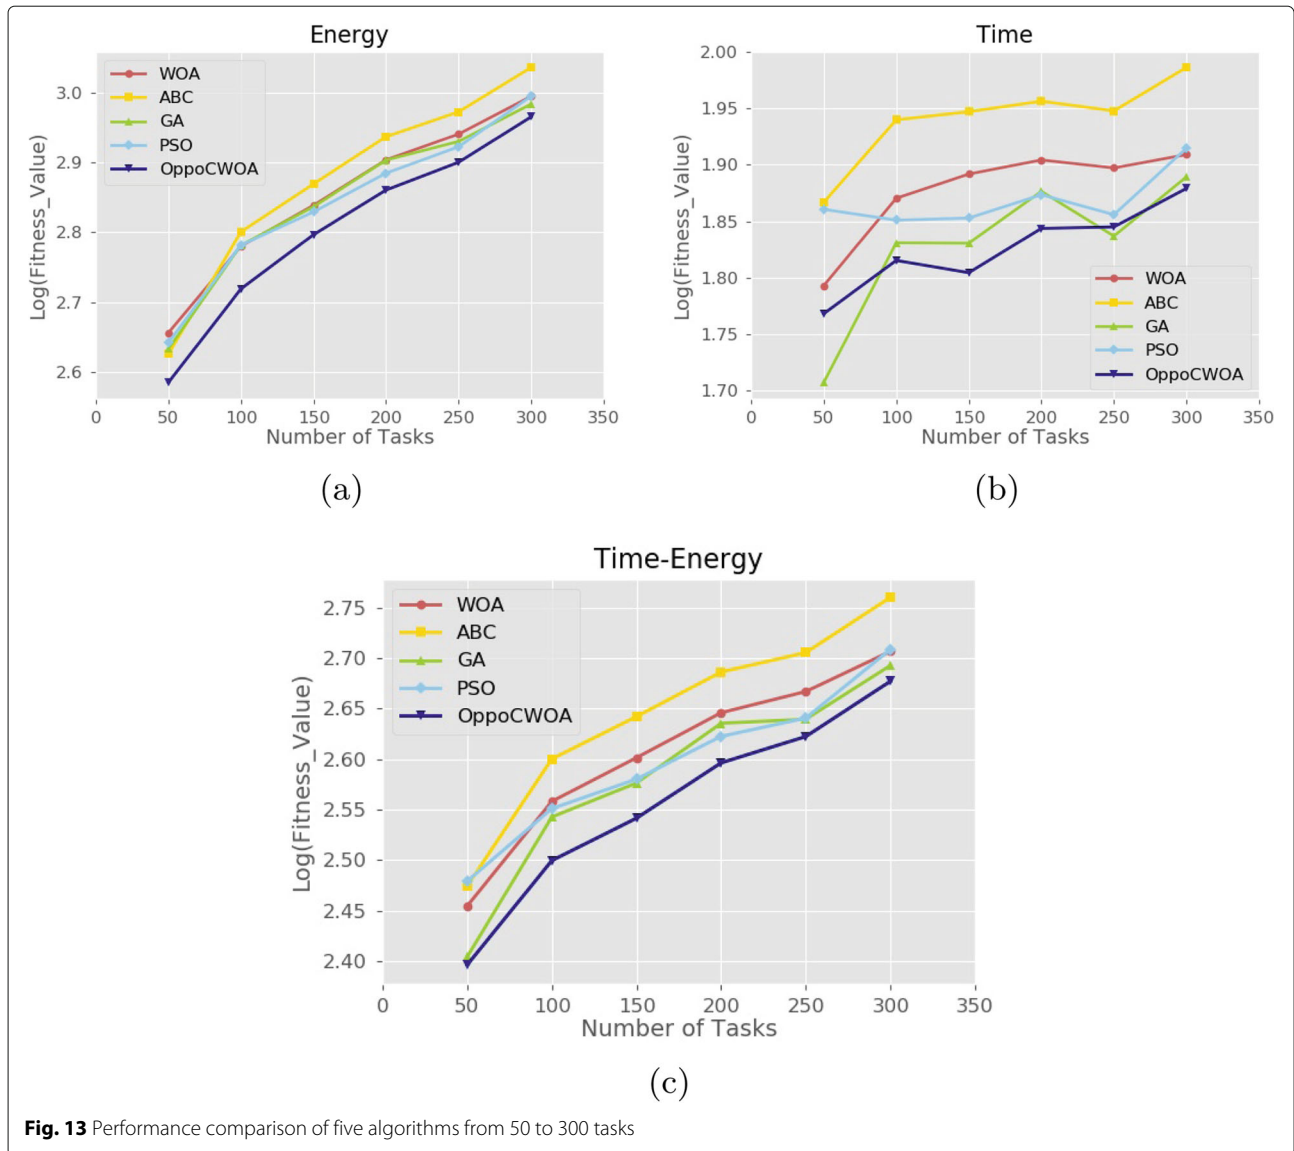 Energy
Log(Fitness_Value)
3.0
2.9
2.8
2.7
2.6
WOA
ABC
GA
PSO
OppoCWOA
0 50 100 150 200 250 300 350
Number of Tasks
(a)
Time
Log(Fitness_Value)
2.00
1.95
1.90
1.85
1.80
1.75
1.70
WOA
ABC
GA
PSO
OppoCWOA
0 50 100 150 200 250 300 350
Number of Tasks
(b)
Time-Energy
Log(Fitness_Value)
2.75
2.70
2.65
2.60
2.55
2.50
2.45
2.40
WOA
ABC
GA
PSO
OppoCWOA
0 50 100 150 200 250 300 350
Number of Tasks
(c)
Fig. 13 Performance comparison of five algorithms from 50 to 300 tasks